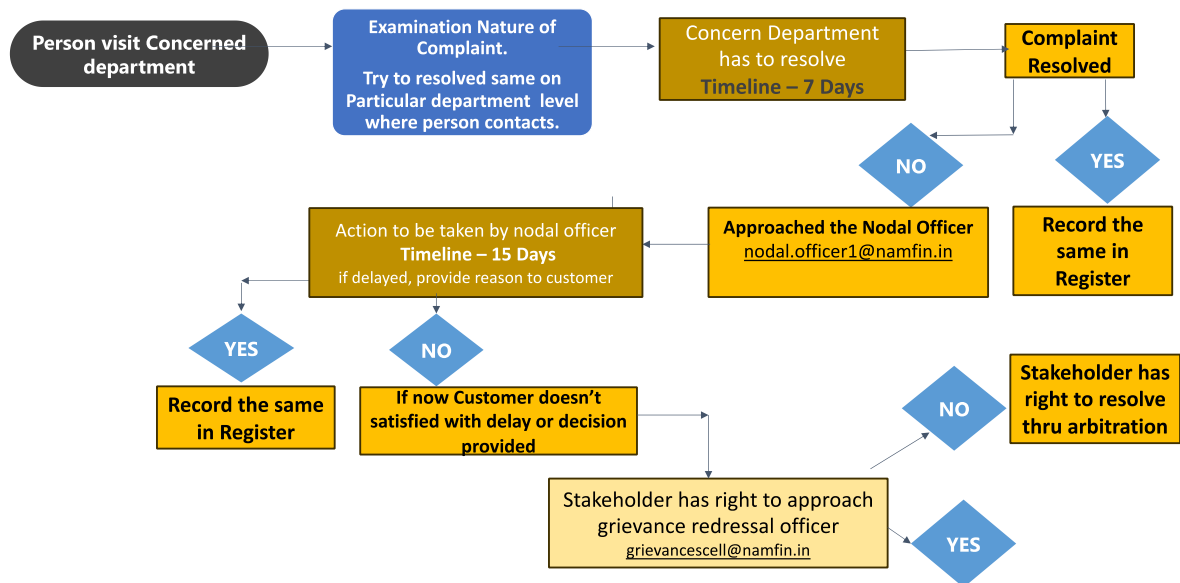 Person visit Concerned
department
Examination Nature of
Complaint.
Try to resolved same on
Particular department level
where person contacts.
Concern Department
has to resolve
Timeline – 7 Days
Complaint
Resolved
NO
YES
Approached the Nodal Officer
nodal.officer1@namfin.in
Record the
same in
Register
Action to be taken by nodal officer
Timeline – 15 Days
if delayed, provide reason to customer
YES
NO
Record the same
in Register
If now Customer doesn’t
satisfied with delay or decision
provided
NO
Stakeholder has
right to resolve
thru arbitration
Stakeholder has right to approach
grievance redressal officer
grievancescell@namfin.in
YES